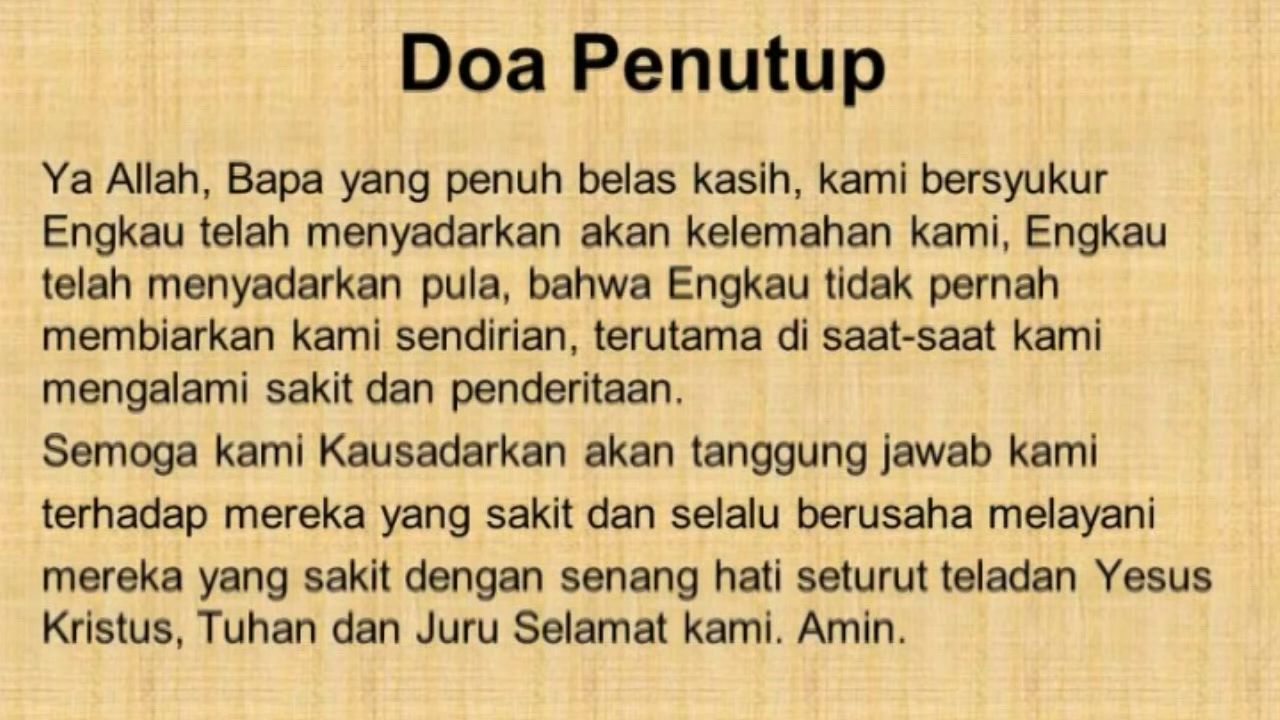 Doa Penutup
Ya Allah, Bapa yang penuh belas kasih, kami bersyukur
Engkau telah menyadarkan akan kelemahan kami, Engkau
telah menyadarkan pula, bahwa Engkau tidak pernah
membiarkan kami sendirian, terutama di saat-saat kami
mengalami sakit dan penderitaan.
Semoga kami Kausadarkan akan tanggung jawab kami
terhadap mereka yang sakit dan selalu berusaha melayani
mereka yang sakit dengan senang hati seturut teladan Yesus
Kristus, Tuhan dan Juru Selamat kami. Amin.